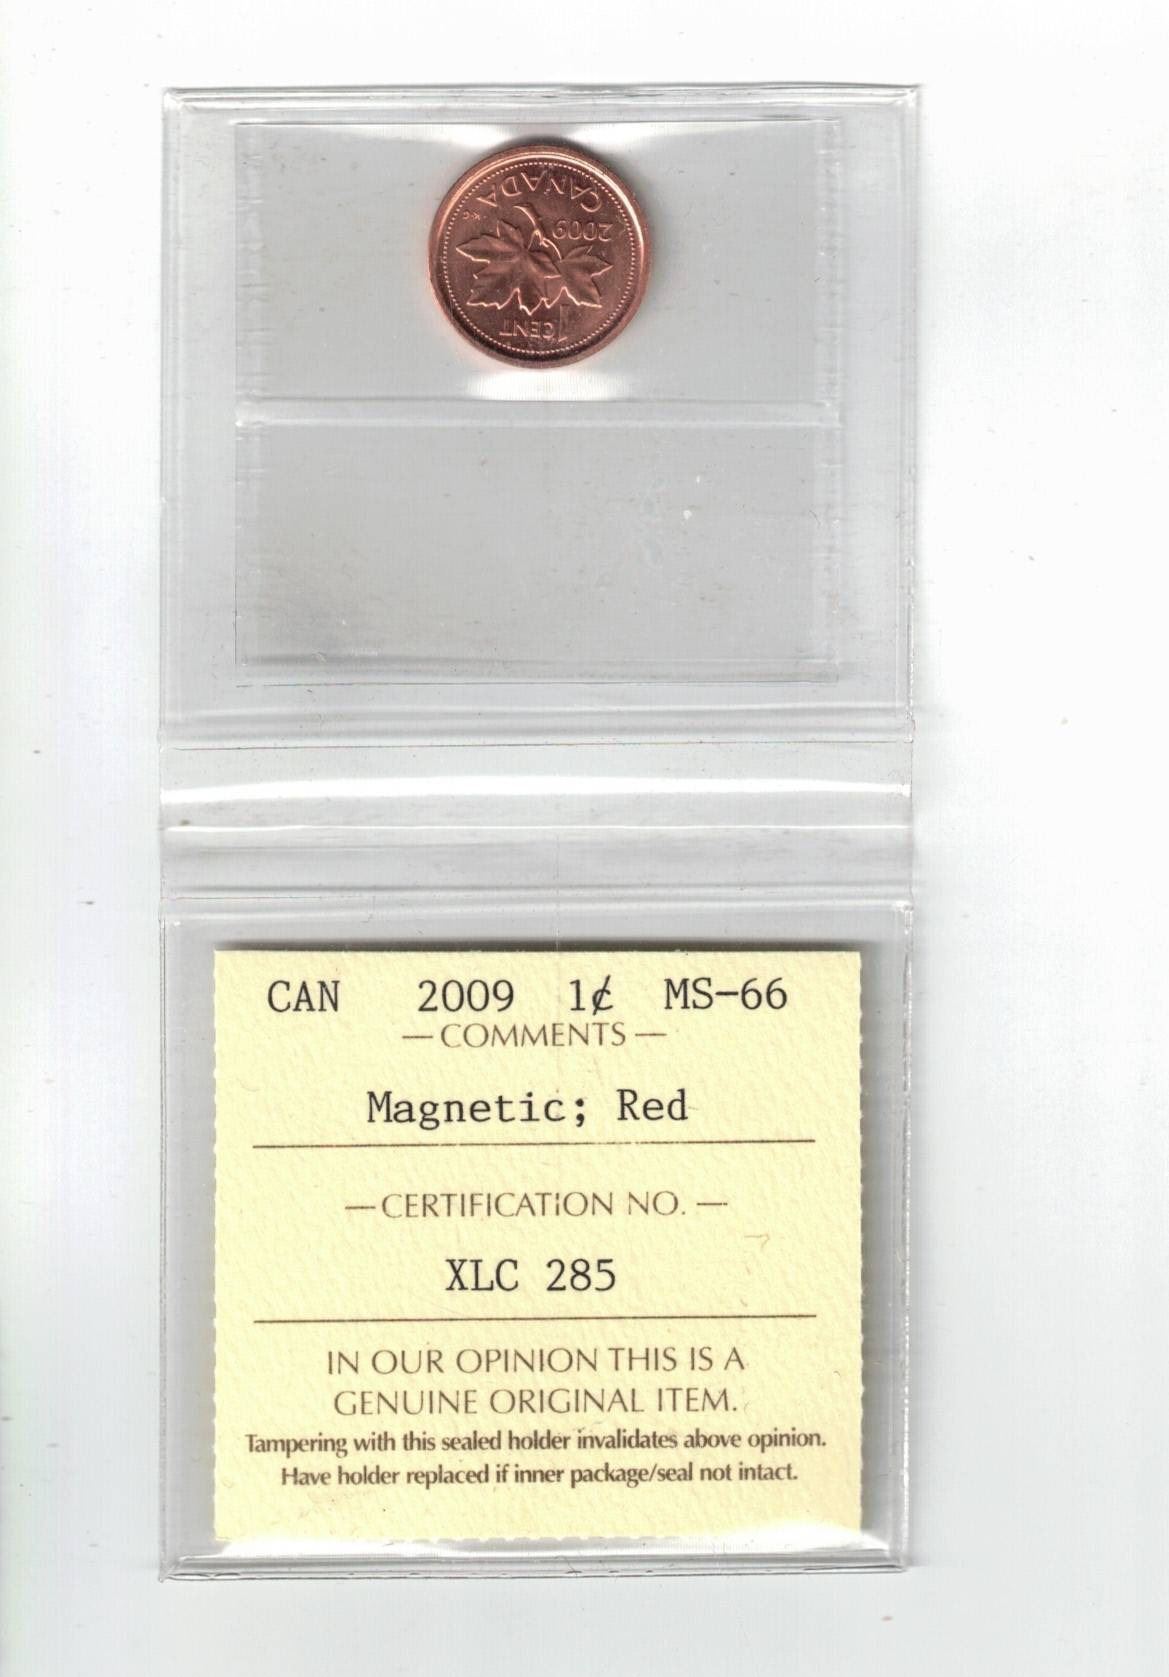 CANADA
2009
K·G
1
CENT
CAN 2009 1¢ MS-66
— COMMENTS —
Magnetic; Red
— CERTIFICATION NO. —
XLC 285
IN OUR OPINION THIS IS A
GENUINE ORIGINAL ITEM.
Tampering with this sealed holder invalidates above opinion.
Have holder replaced if inner package/seal not intact.